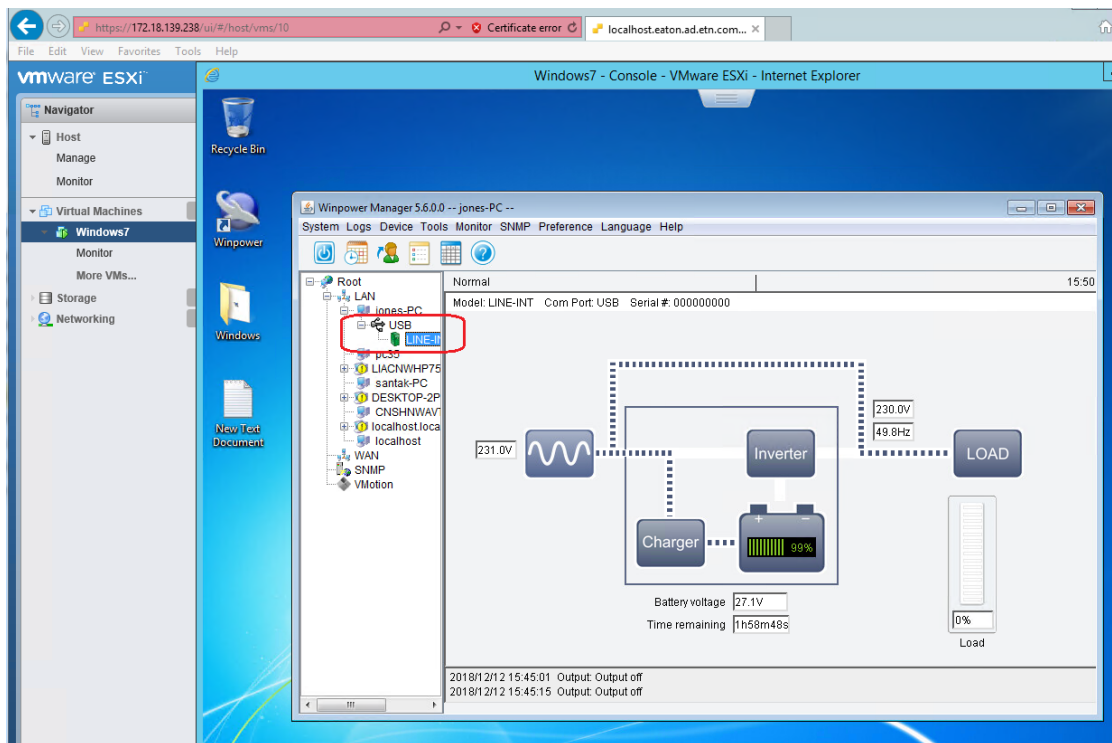 https://172.18.139.238/ui/#/host/vms/10
Certificate error
localhost.eaton.ad.etn.com...
File Edit View Favorites Tools Help
vmware ESXi
Windows7 - Console - VMware ESXi - Internet Explorer
Navigator
Host
Manage
Monitor
Virtual Machines
Windows7
Monitor
More VMs...
Storage
Networking
Recycle Bin
Winpower
Windows
New Text
Document
Winpower Manager 5.6.0.0 -- jones-PC --
System Logs Device Tools Monitor SNMP Preference Language Help
Root
LAN
jones-PC
USB
LINE-IN
pc35
LIACNWHP75
santak-PC
DESKTOP-2P
CNSHNWAV
localhost.loca
localhost
WAN
SNMP
VMotion
Normal
15:50
Model: LINE-INT Com Port: USB Serial #: 000000000
231.0V
230.0V
49.8Hz
Inverter
LOAD
Charger
+ -
99%
Battery voltage 27.1V
Time remaining 1h58m48s
0%
Load
2018/12/12 15:45:01 Output: Output off
2018/12/12 15:45:15 Output: Output off